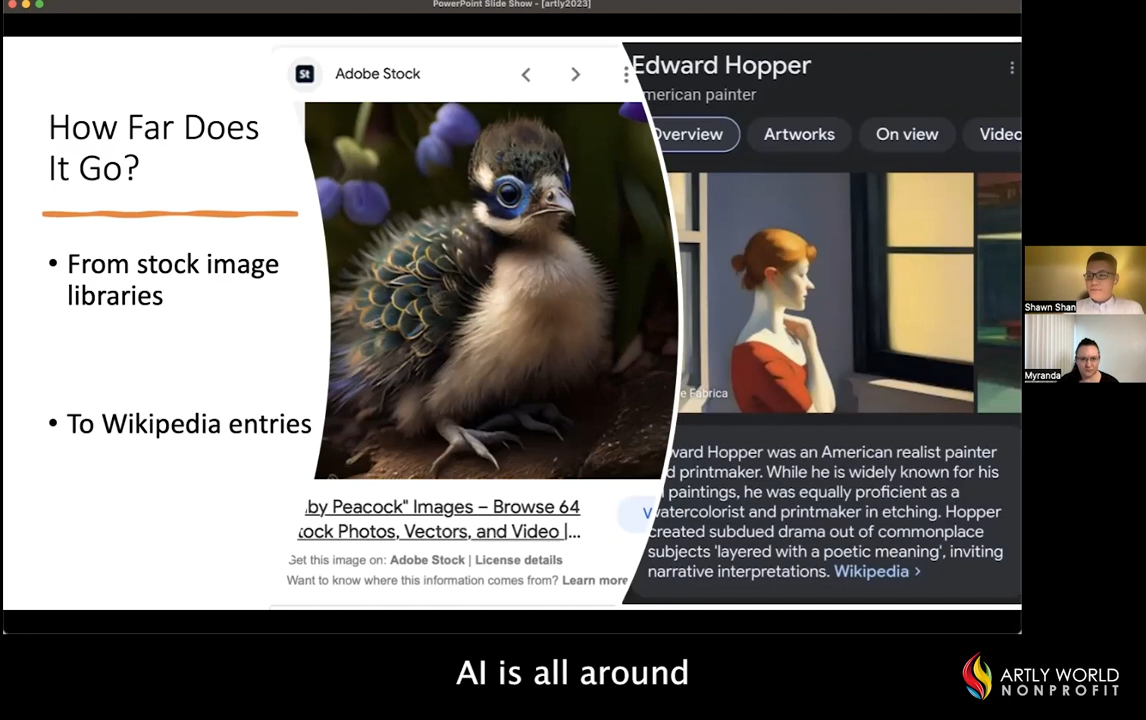 PowerPoint Slide Show - [artly2023]
How Far Does
It Go?
• From stock image
libraries
• To Wikipedia entries
St
Adobe Stock
by Peacock" Images – Browse 64
tock Photos, Vectors, and Video |...
Get this image on: Adobe Stock | License details
Want to know where this information comes from? Learn more
V
Edward Hopper
merican painter
Overview
Artworks
On view
Video
e Fabrica
ward Hopper was an American realist painter
d printmaker. While he is widely known for his
l paintings, he was equally proficient as a
watercolorist and printmaker in etching. Hopper
created subdued drama out of commonplace
subjects 'layered with a poetic meaning', inviting
narrative interpretations. Wikipedia >
Shawn Shan
Myranda
AI is all around
ARTLY WORLD
NONPROFIT